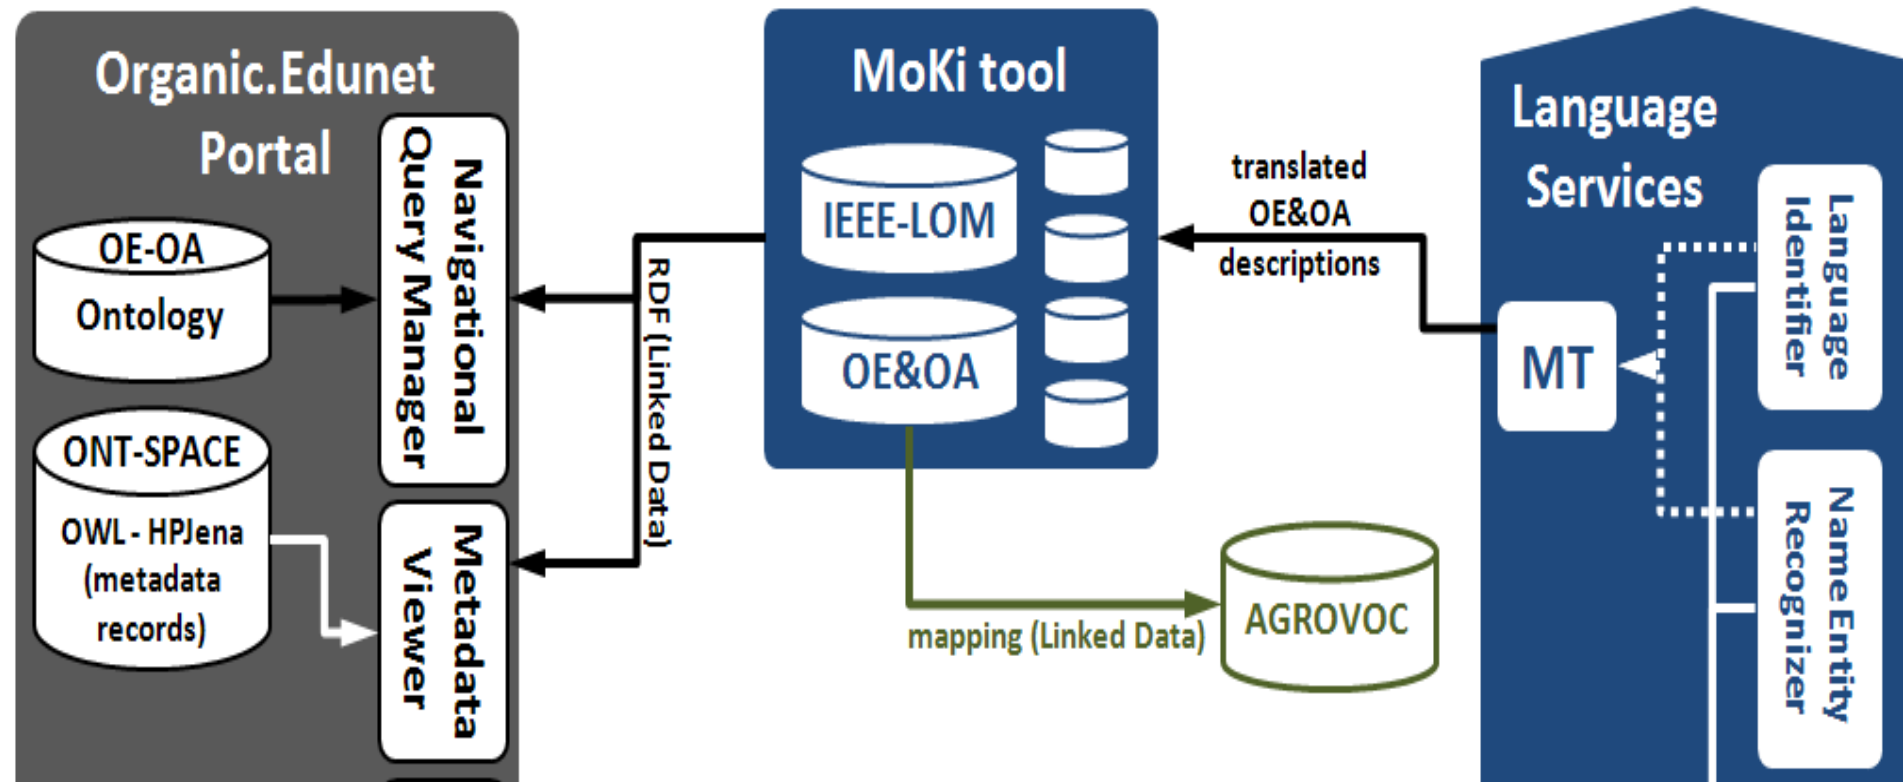 Organic.Edunet
Portal
Navigational
Query Manager
OE-OA
Ontology
ONT-SPACE
OWL - HPJena
(metadata
records)
Metadata
Viewer
RDF (Linked Data)
MoKi tool
IEEE-LOM
OE&OA
translated
OE&OA
descriptions
mapping (Linked Data)
AGROVOC
Language
Services
MT
Language
Identifier
Name Entity
Recognizer